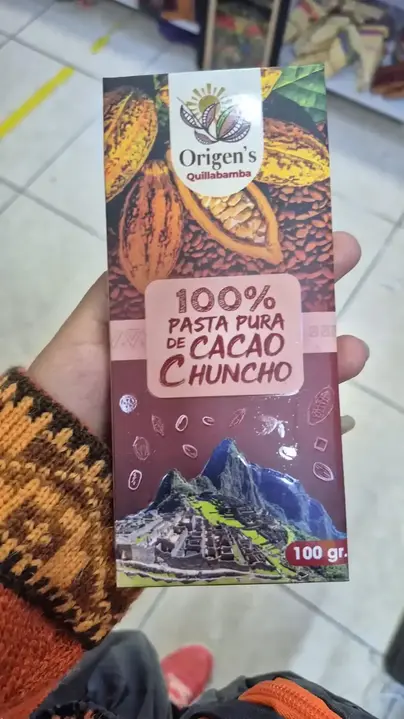 Origen's
Quillabamba
100%
PASTA PURA
DE CACAO
CHUNCHO
100 gr.